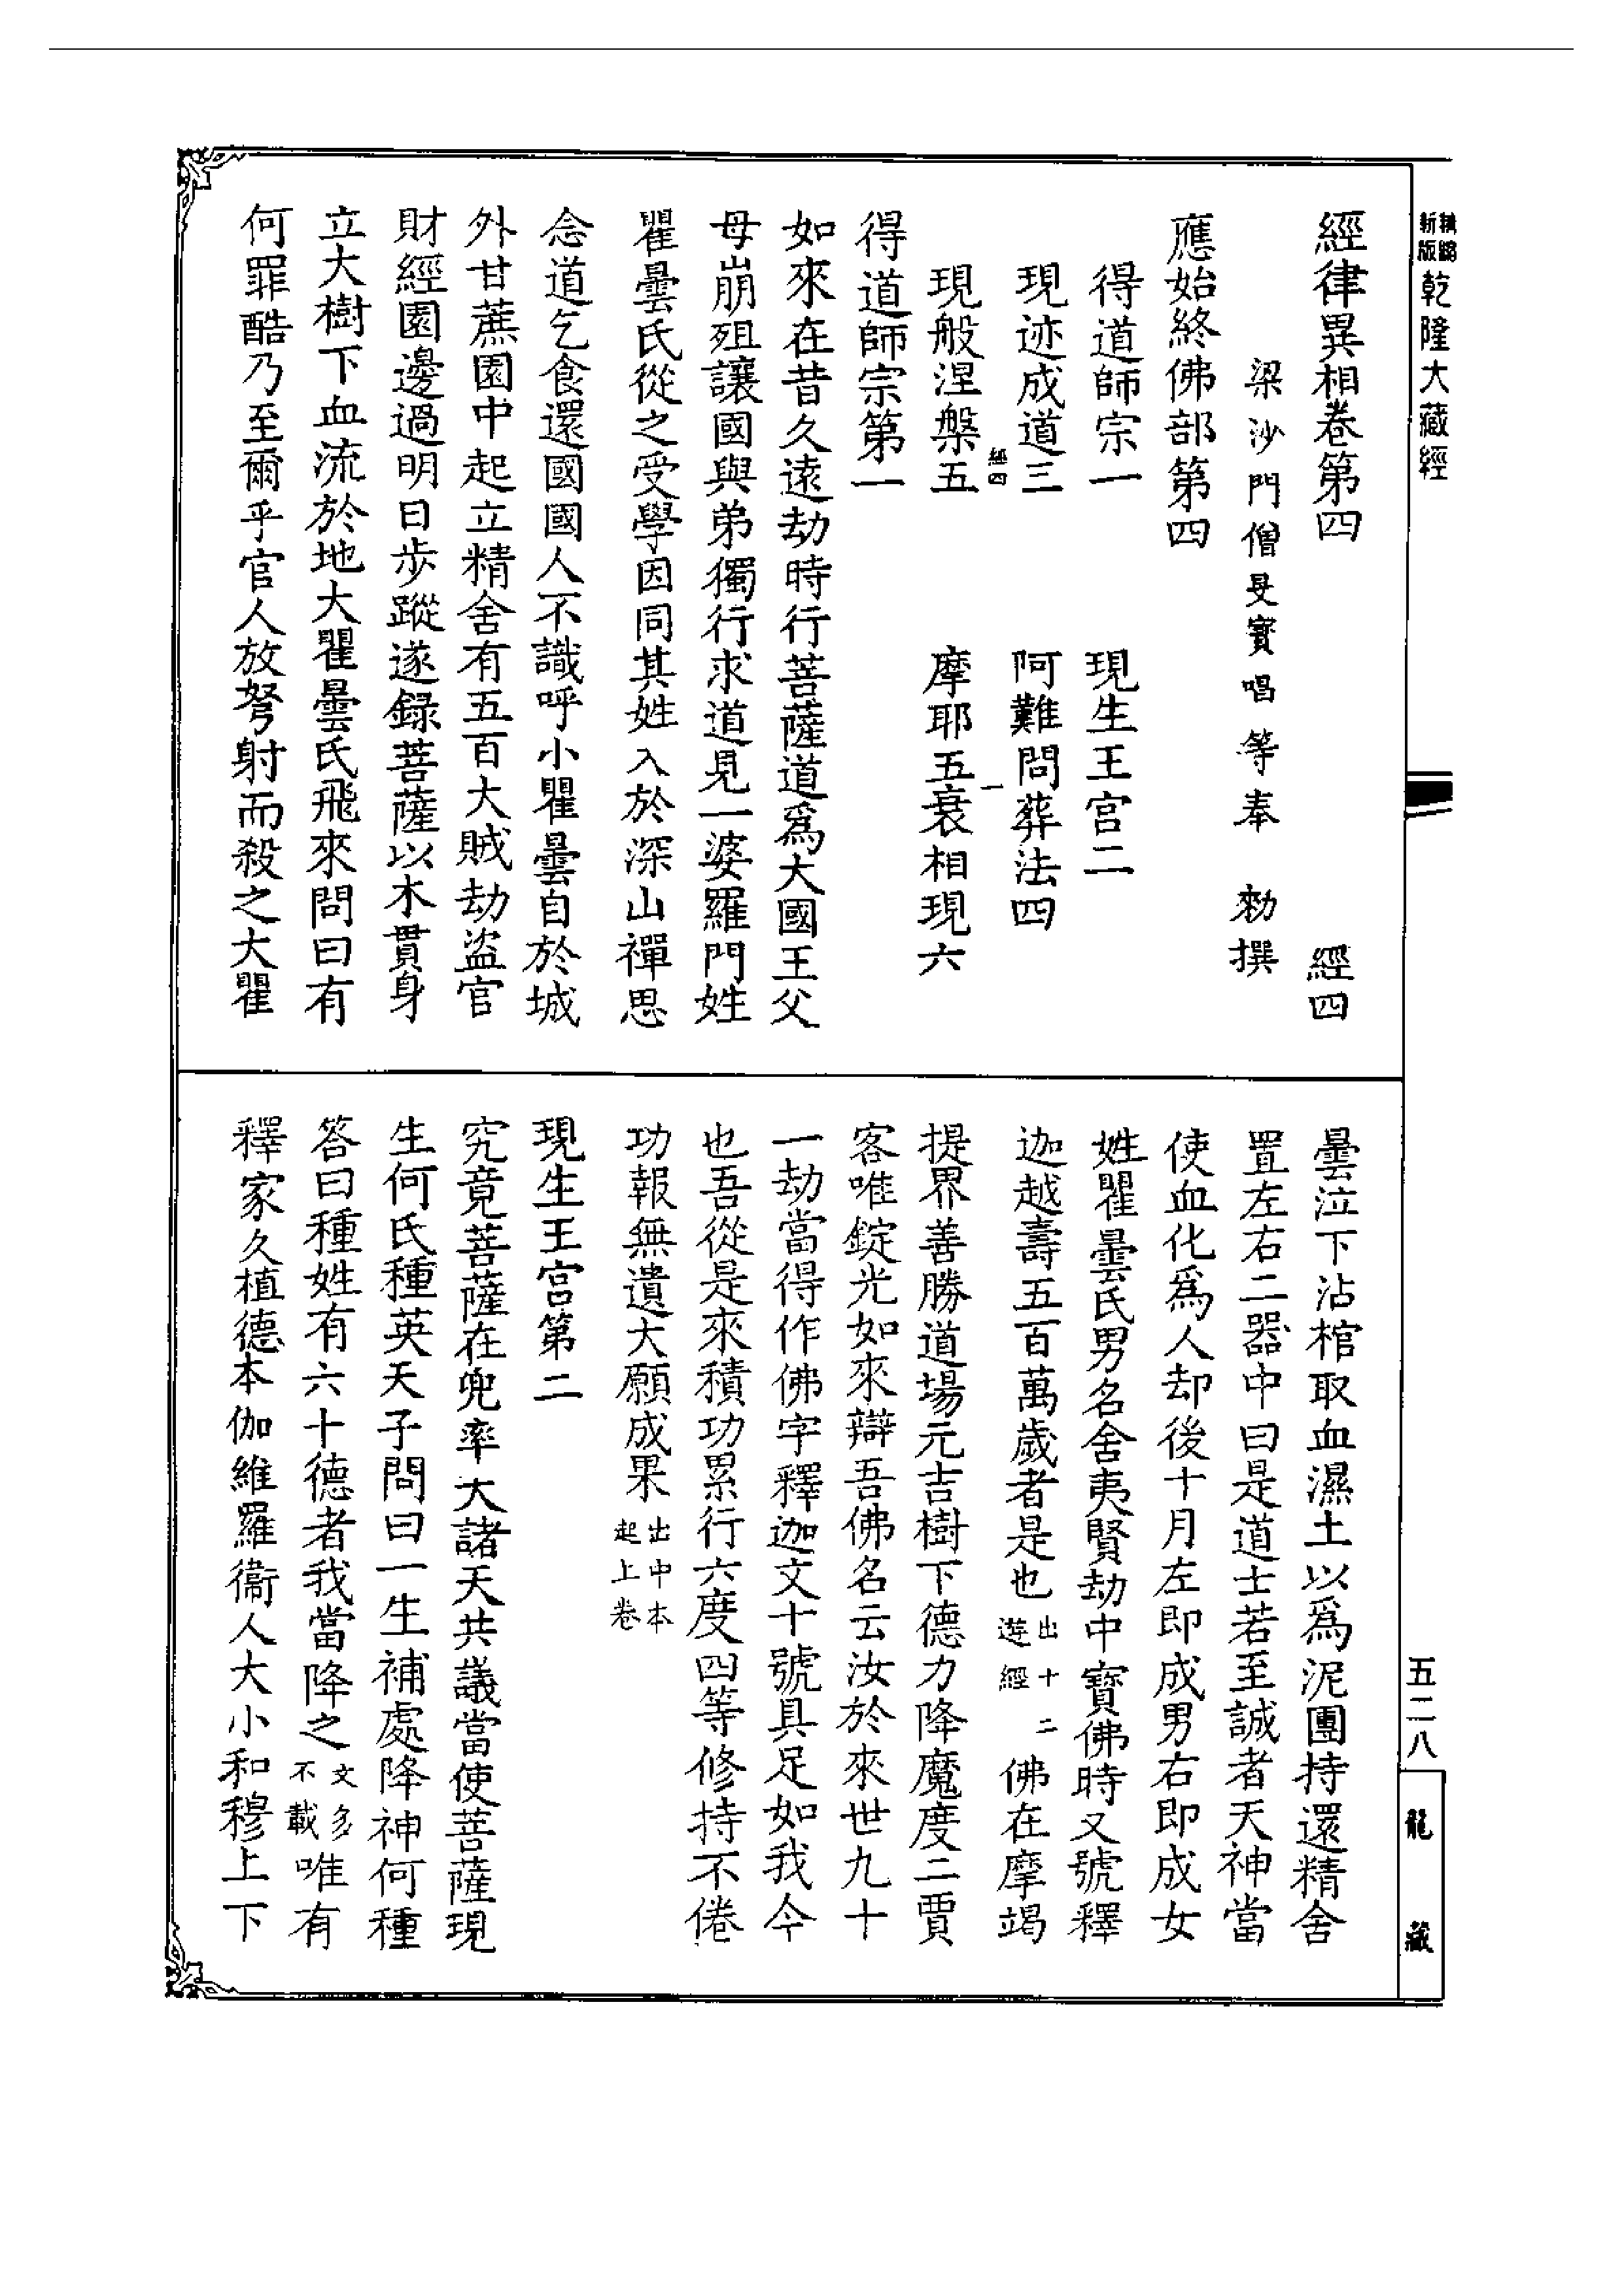 新版精縮乾隆大藏經
經律異相卷第四　經四
梁沙門僧旻寶唱等奉　勅撰
應始終佛部第四
得道師宗一　現生王宮二
現迹成道三　阿難問葬法四
經四　一
現般涅槃五　摩耶五衰相現六
得道師宗第一
如來在昔久遠劫時行菩薩道爲大國王父
母崩殂讓國與弟獨行求道見一婆羅門姓
瞿曇氏從之受學因同其姓入於深山禪思
念道乞食還國國人不識呼小瞿曇自於城
外甘蔗園中起立精舍有五百大賊劫盜官
財經園邊過明日步蹤遂録菩薩以木貫身
立大樹下血流於地大瞿曇氏飛來問曰有
何罪酷乃至爾乎官人放弩射而殺之大瞿
曇泣下沾棺取血濕土以爲泥團持還精舍
置左右二器中曰是道士若至誠者天神當
使血化爲人却後十月左即成男右即成女
姓瞿曇氏男名舍夷賢劫中寶佛時又號釋
迦越壽五百萬歲者是也出十二遊經佛在摩竭
提界善勝道場元吉樹下德力降魔度二賈
客唯錠光如來辯吾佛名云汝於來世九十
一劫當得作佛字釋迦文十號具足如我今
也吾從是來積功累行六度四等修持不倦
功報無遺大願成果出中本起上卷
現生王宮第二
究竟菩薩在兜率大諸天共議當使菩薩現
生何氏種英天子問曰一生補處降神何種
答曰種姓有六十德者我當降之文多不載唯有
釋家久植德本伽維羅衞人大小和穆上下
五二八
龍藏